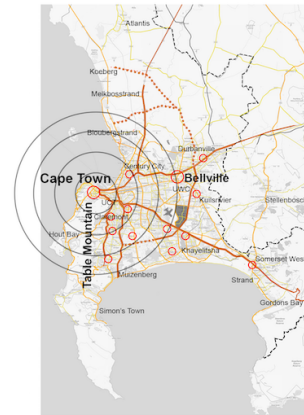 Atlantis
Koeberg
Melkbosstrand
Bloubergstrand
Durbanville
Century City
Cape Town
Bellville
UWC
Kuilsrivier
Stellenbosch
UCT
Claremont
Table Mountain
Hout Bay
Khayelitsha
Somerset West
Muizenberg
Strand
Gordons Bay
Simon's Town